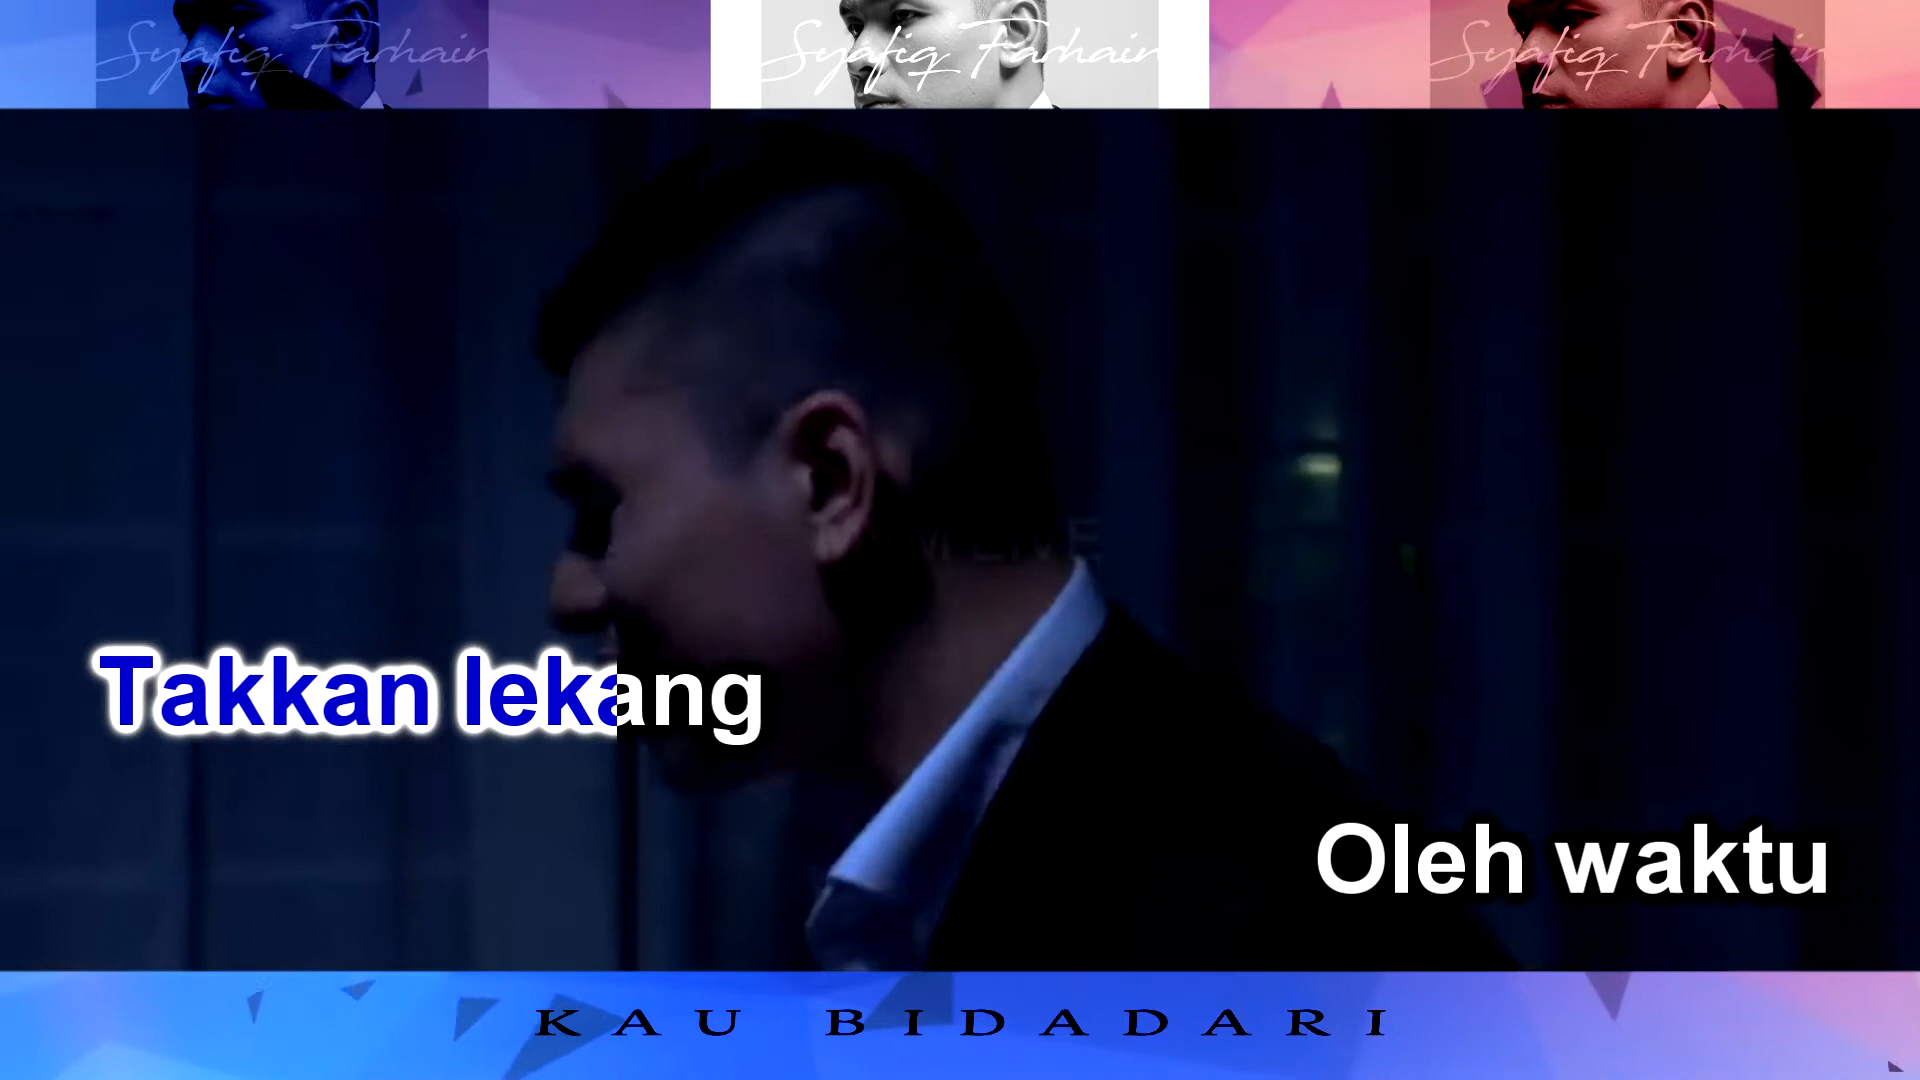 Syafiq Farhain Syafiq Farhain Syafiq Farhain
Takkan lekang
Oleh waktu
KAU BIDADARI